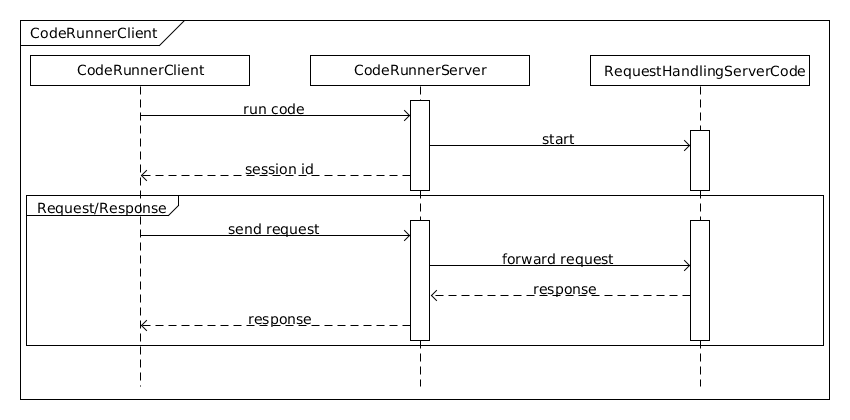 CodeRunnerClient
CodeRunnerClient
CodeRunnerServer
RequestHandlingServerCode
run code
start
session id
Request/Response
send request
forward request
response
response